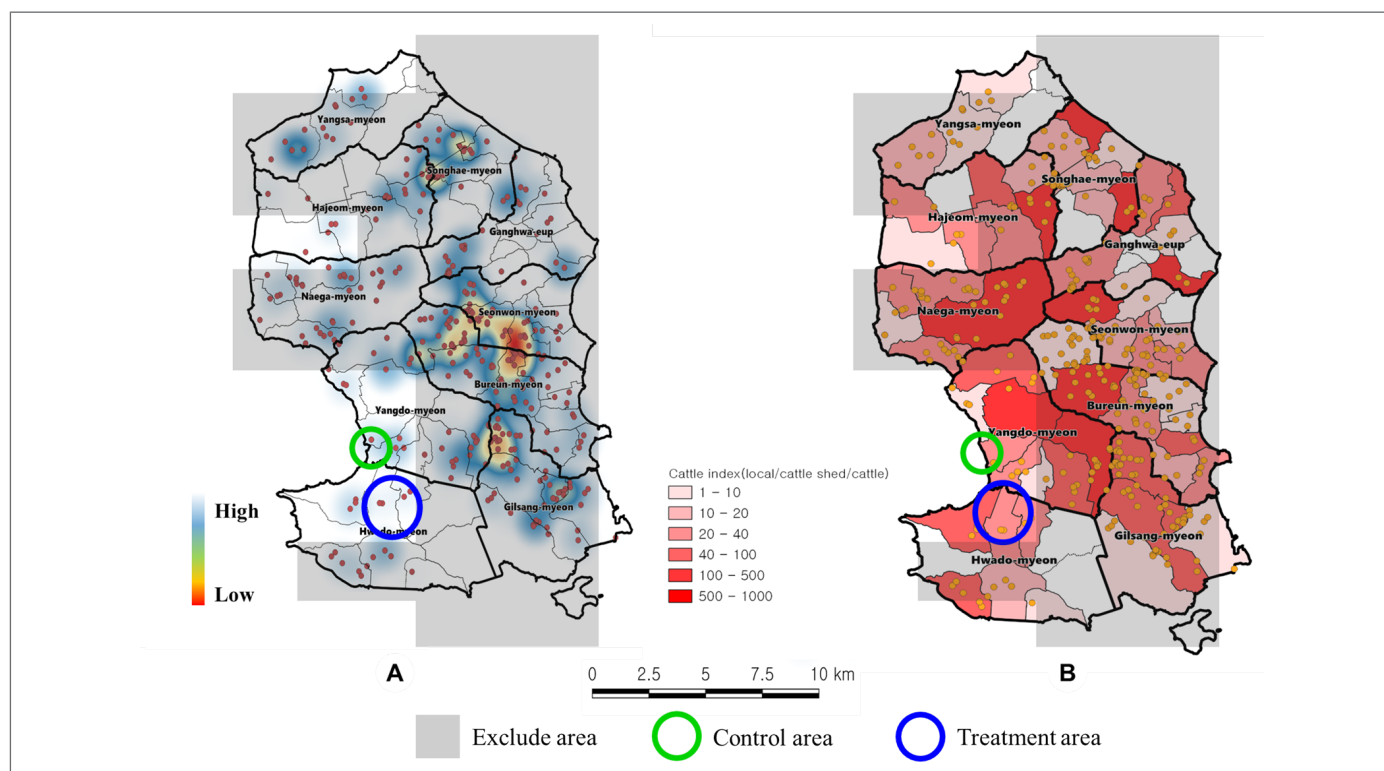 Yangsa-myeon
Songhae-myeon
Hajeom-myeon
Ganghwa-eup
Naega-myeon
Seonwon-myeon
Bureun-myeon
Yangdo-myeon
Gilsang-myeon
Hwado-myeon
High
Low
A
Yangsa-myeon
Songhae-myeon
Hajeom-myeon
Ganghwa-eup
Naega-myeon
Seonwon-myeon
Bureun-myeon
Yangdo-myeon
Gilsang-myeon
Hwado-myeon
Cattle index(local/cattle shed/cattle)
1 - 10
10 - 20
20 - 40
40 - 100
100 - 500
500 - 1000
B
0 2.5 5 7.5 10 km
Exclude area
Control area
Treatment area